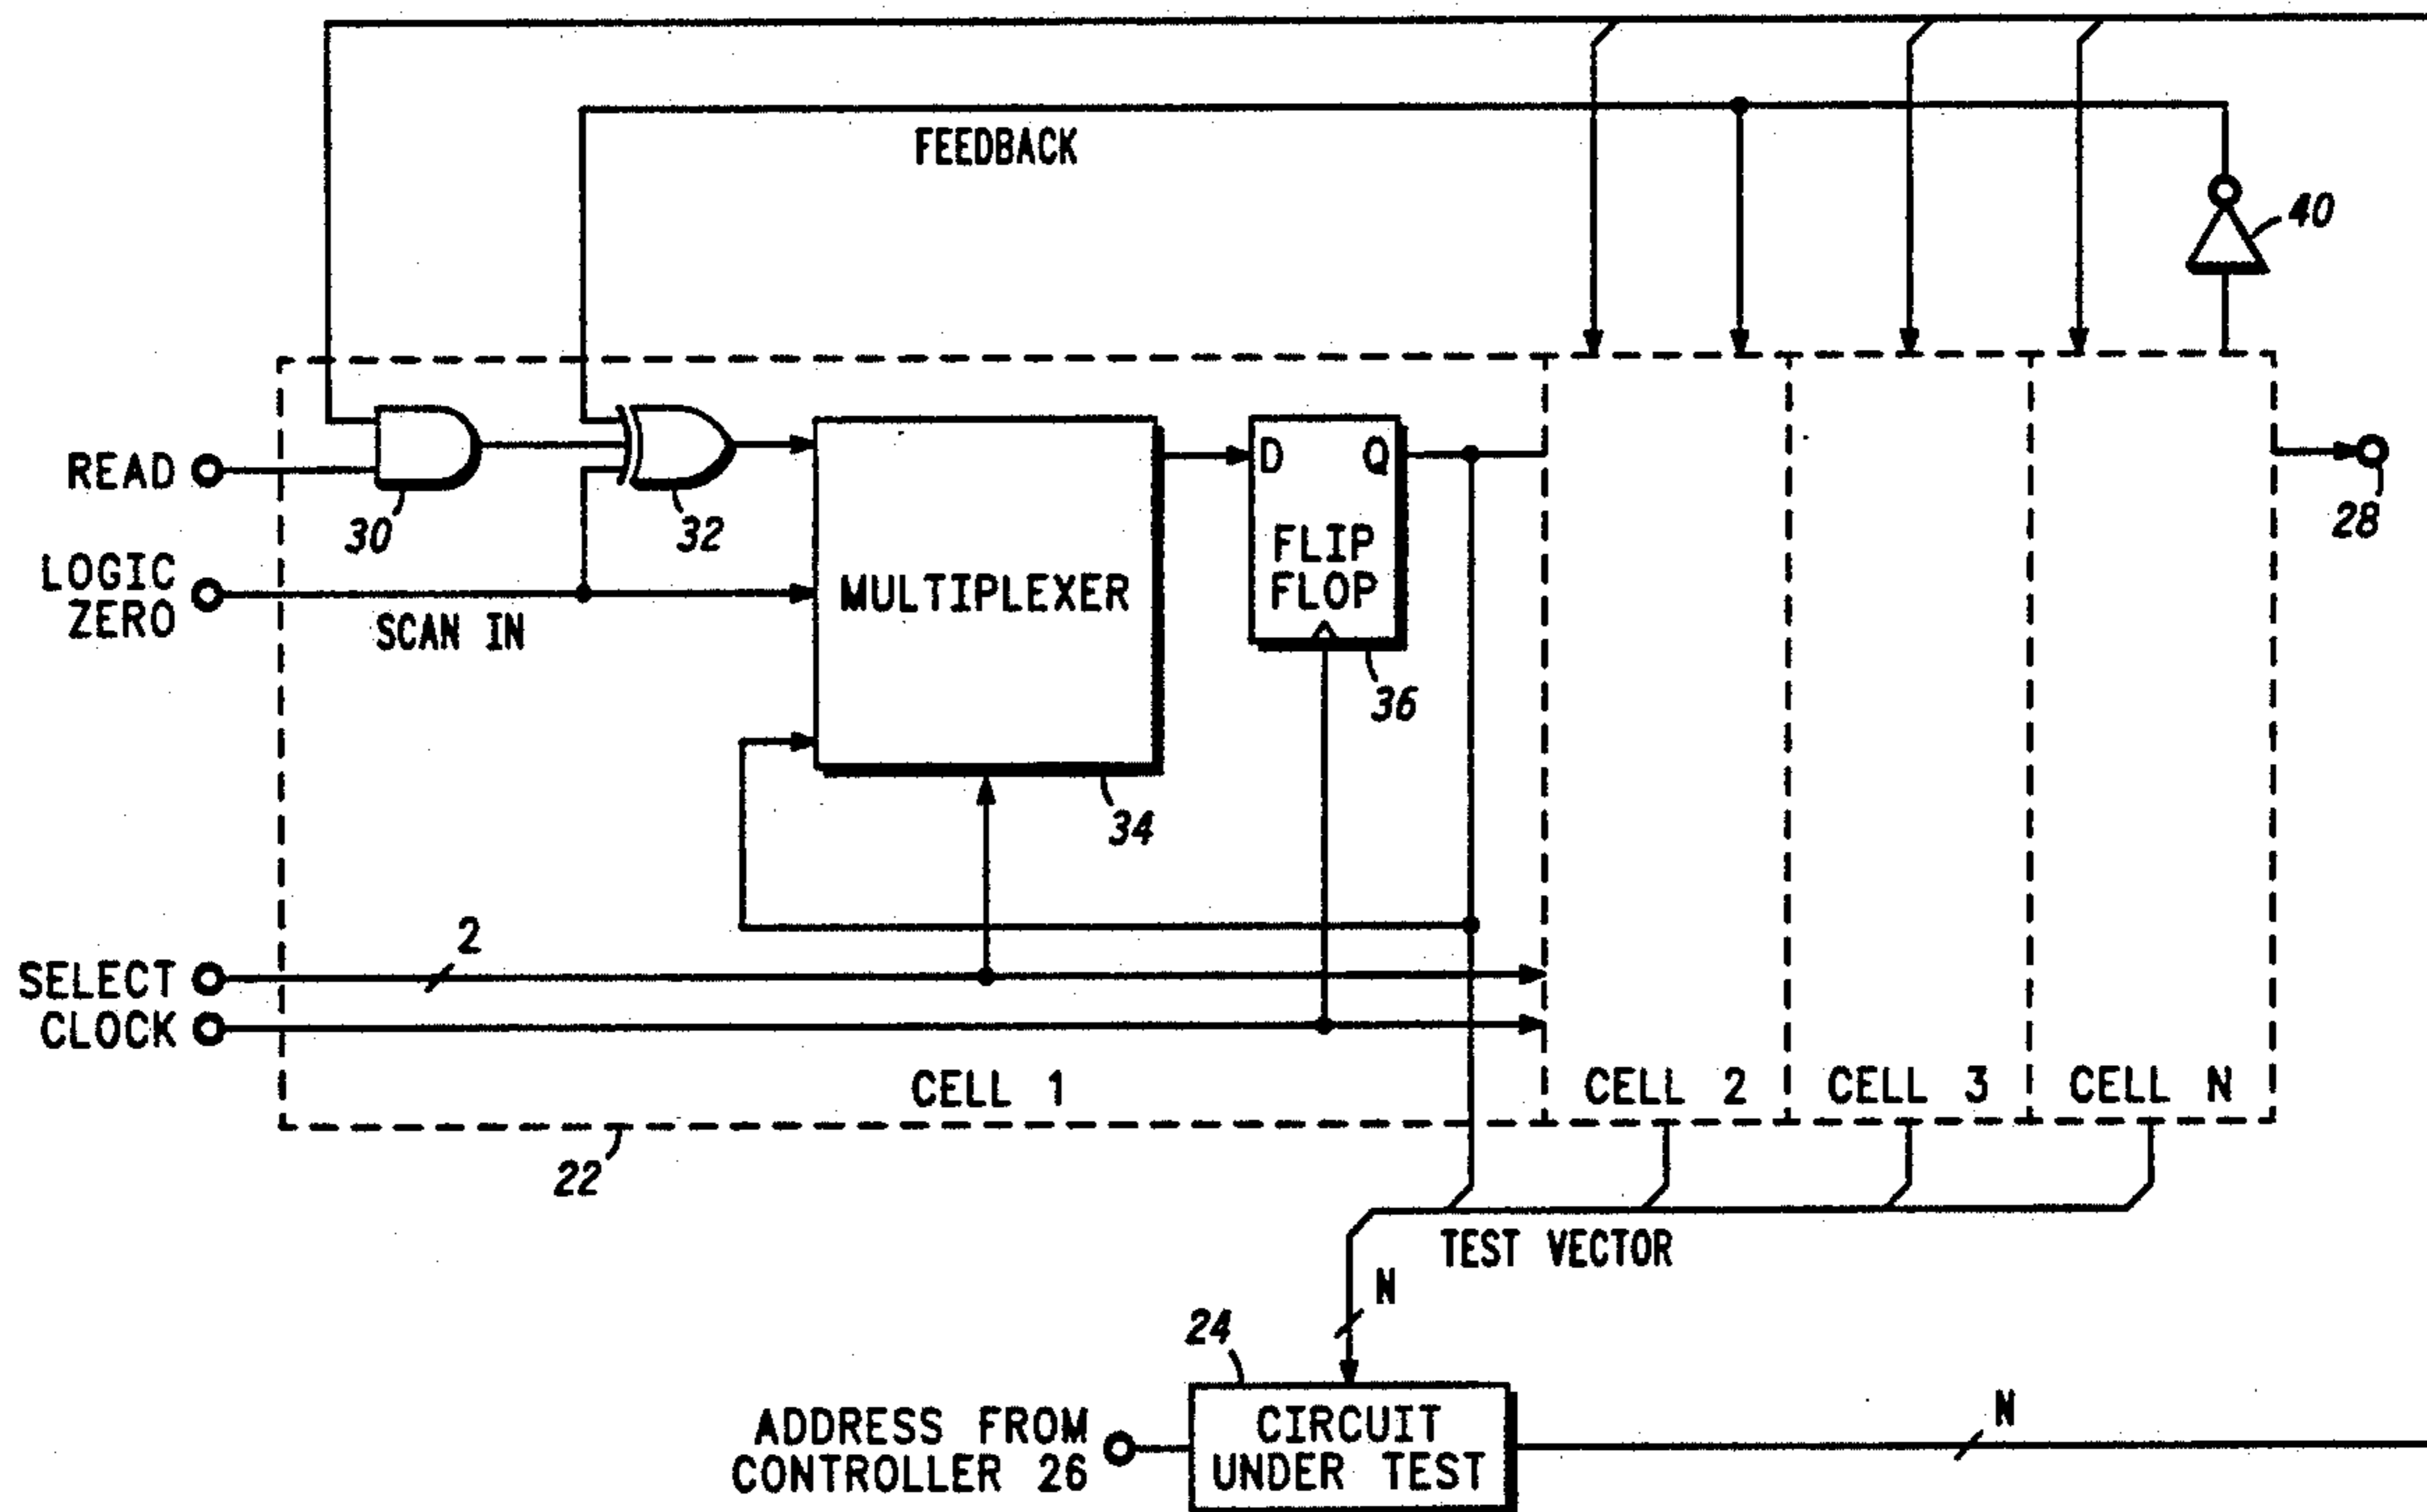 FEEDBACK
40
READ
30
32
LOGIC
ZERO
SCAN IN
MULTIPLEXER
D Q
FLIP
FLOP
36
34
28
2
SELECT
CLOCK
CELL 1
CELL 2
CELL 3
CELL N
22
TEST VECTOR
N
24
ADDRESS FROM
CONTROLLER 26
CIRCUIT
UNDER TEST
N